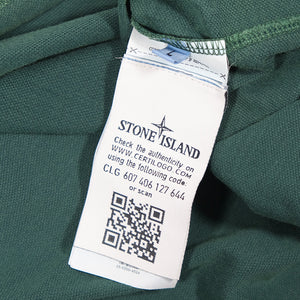 L
STONE ISLAND
Check the authenticity on
WWW.CERTILOGO.COM
using the following code:
CLG 607 406 127 644
or scan